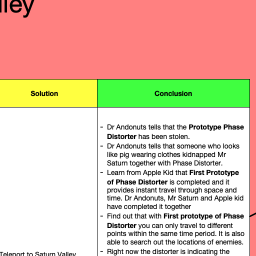 lley
Solution
Conclusion
- Dr Andonuts tells that the Prototype Phase
Distorter has been stolen.
- Dr Andonuts tells that someone who looks
like pig wearing clothes kidnapped Mr
Saturn together with Phase Distorter.
- Learn from Apple Kid that First Prototype
of Phase Distorter is completed and it
provides instant travel through space and
time. Dr Andonuts, Mr Saturn and Apple kid
have completed it together
- Find out that with First prototype of Phase
Distorter you can only travel to different
points within the same time period. It is also
able to search out the locations of enemies.
- Right now the distorter is indicating the
Teleport to Saturn Valley